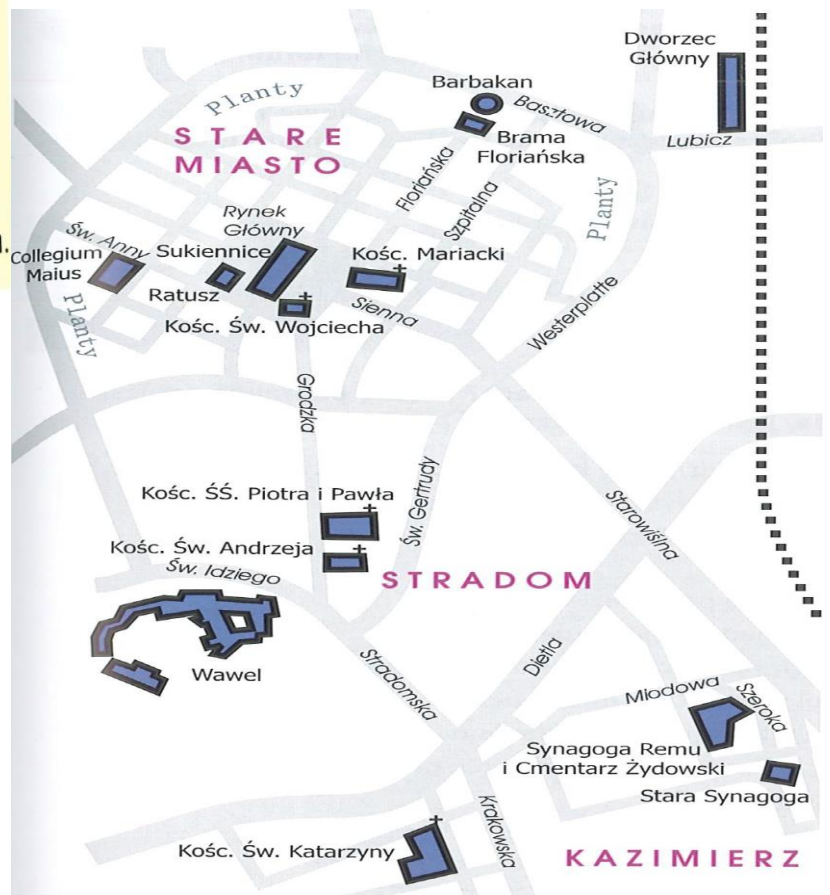 Dworzec
Główny
Barbakan
Planty
Basztowa
STARE
MIASTO
Brama
Floriańska
Lubicz
Floriańska
Szpitalna
Planty
Rynek
Główny
Św. Anny
Sukiennice
Kośc. Mariacki
Collegium
Maius
Ratusz
Sienna
Kośc. Św. Wojciecha
Planty
Westerplatte
Grodzka
Kośc. ŚŚ. Piotra i Pawła
Św. Gertrudy
Starowiślna
Kośc. Św. Andrzeja
Św. Idziego
STRADOM
Wawel
Stradomska
Dietla
Miodowa
Szeroka
Synagoga Remu
i Cmentarz Żydowski
Stara Synagoga
Krakowska
Kośc. Św. Katarzyny
KAZIMIERZ